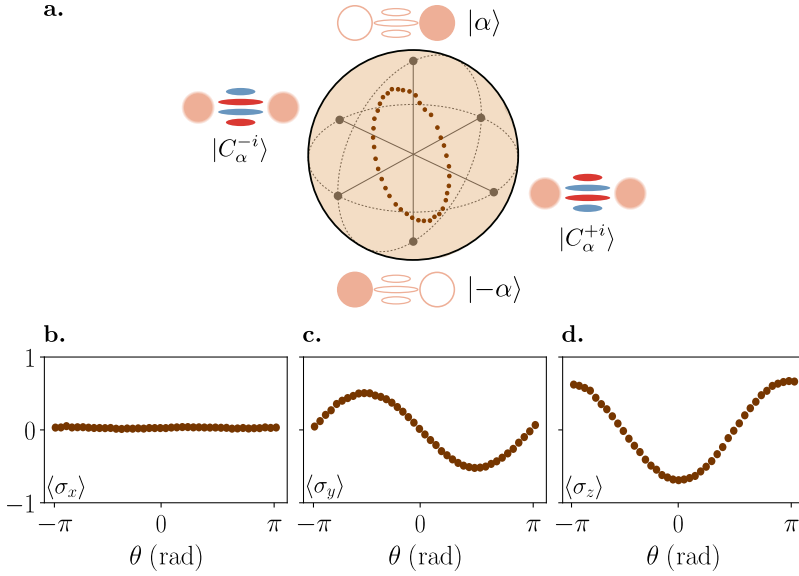 a.
|α⟩
|C_α^{−i}⟩
|C_α^{+i}⟩
|−α⟩
b.
c.
d.
1
0
−1
⟨σ_x⟩
⟨σ_y⟩
⟨σ_z⟩
−π 0 π
−π 0 π
−π 0 π
θ (rad)
θ (rad)
θ (rad)